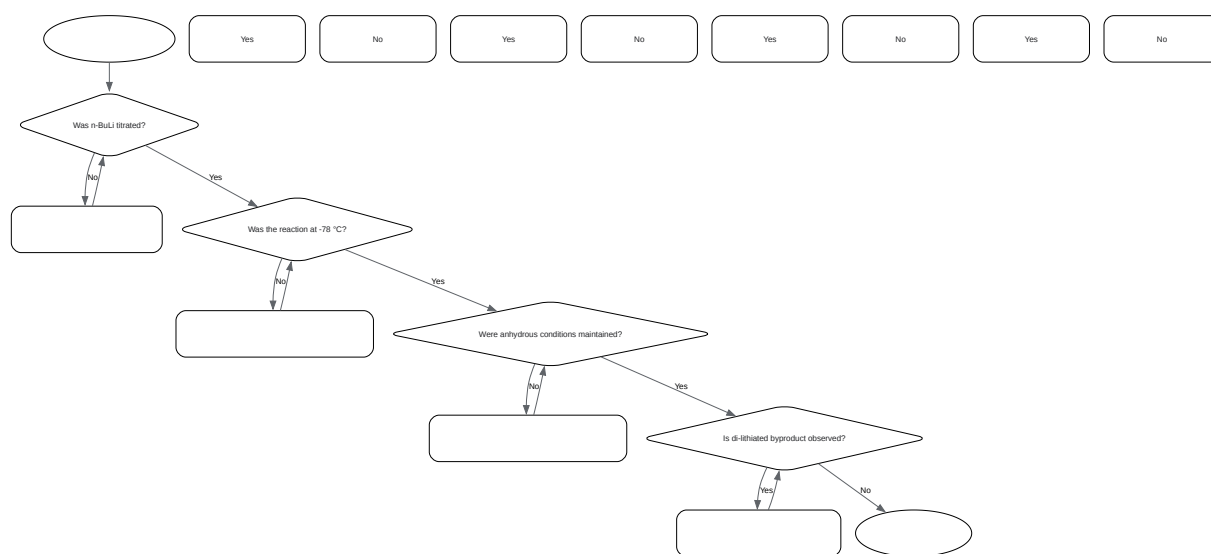 Yes
No
Yes
No
Yes
No
Yes
No
Was n-BuLi titrated?
No
Yes
Was the reaction at -78 °C?
No
Yes
Were anhydrous conditions maintained?
No
Yes
Is di-lithiated byproduct observed?
Yes
No